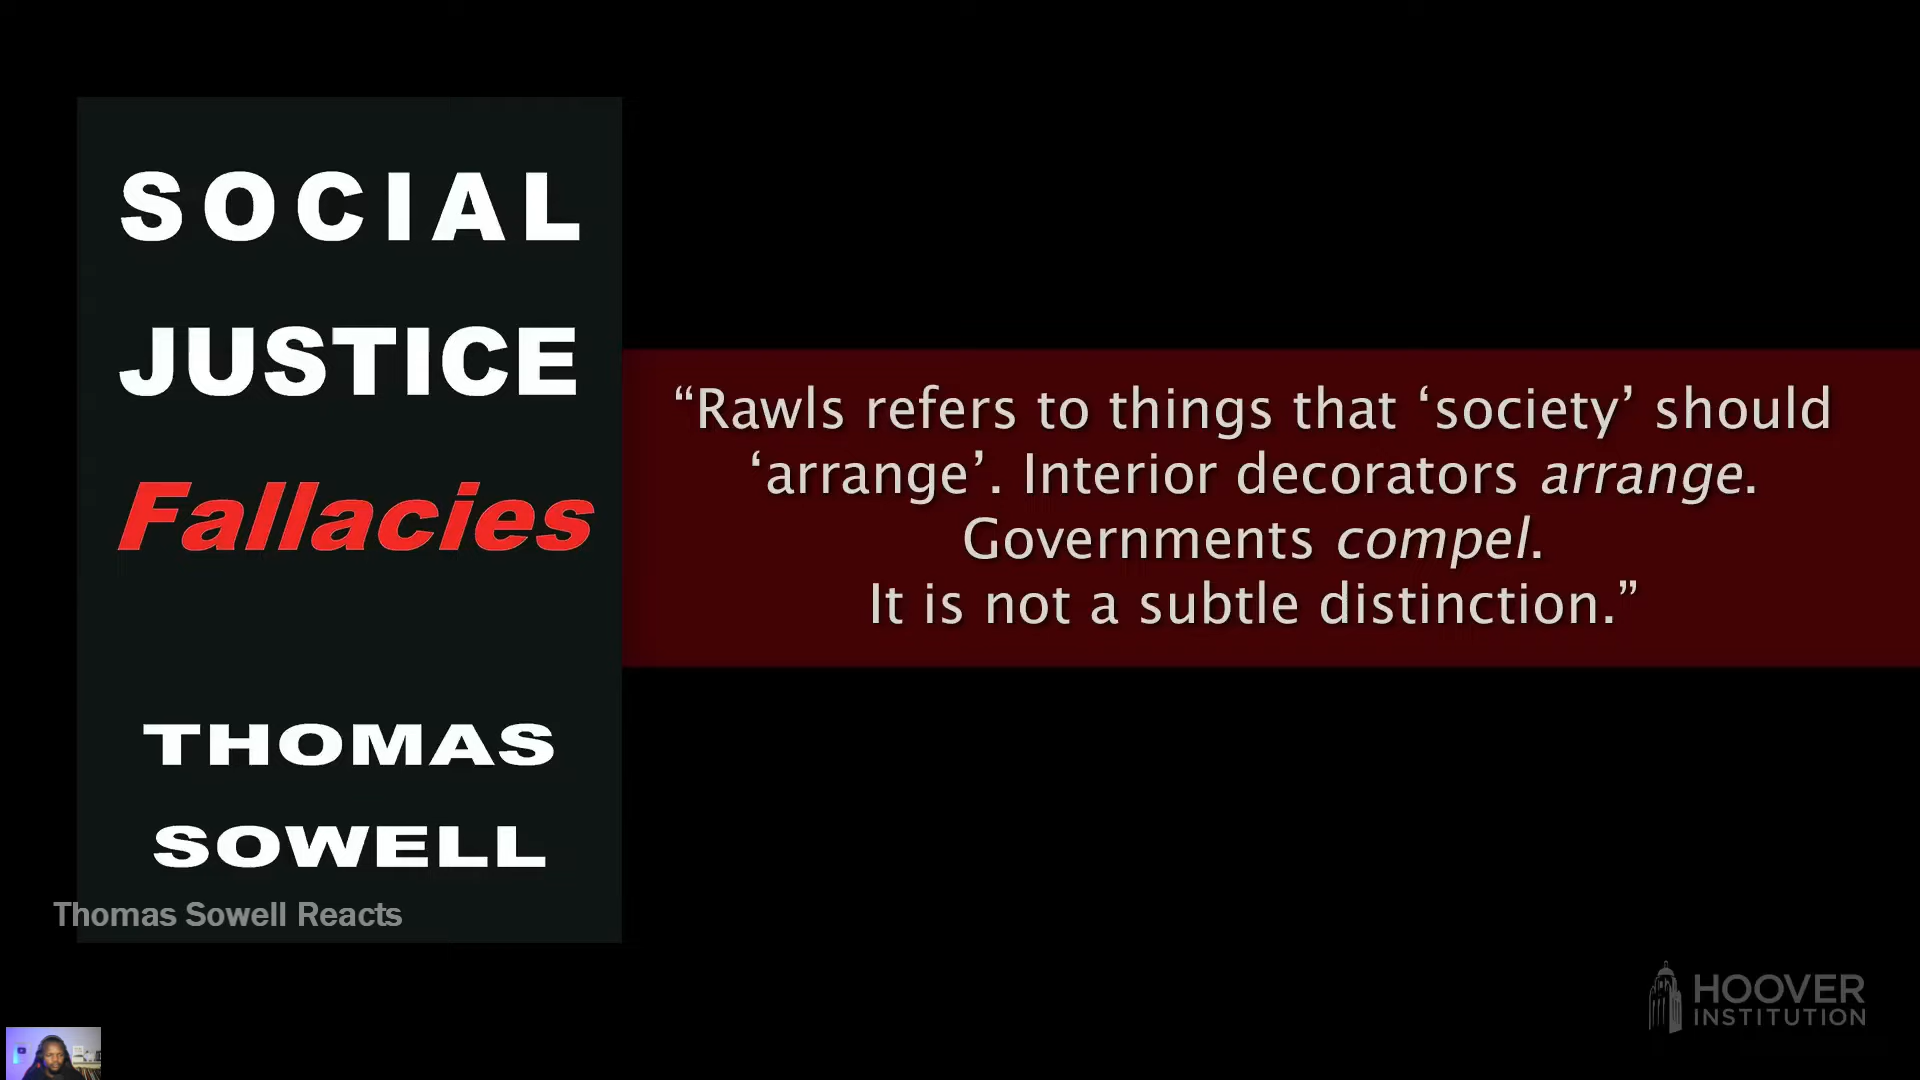 SOCIAL
JUSTICE
Fallacies
THOMAS
SOWELL
Thomas Sowell Reacts
“Rawls refers to things that ‘society’ should
‘arrange’. Interior decorators arrange.
Governments compel.
It is not a subtle distinction.”
HOOVER
INSTITUTION